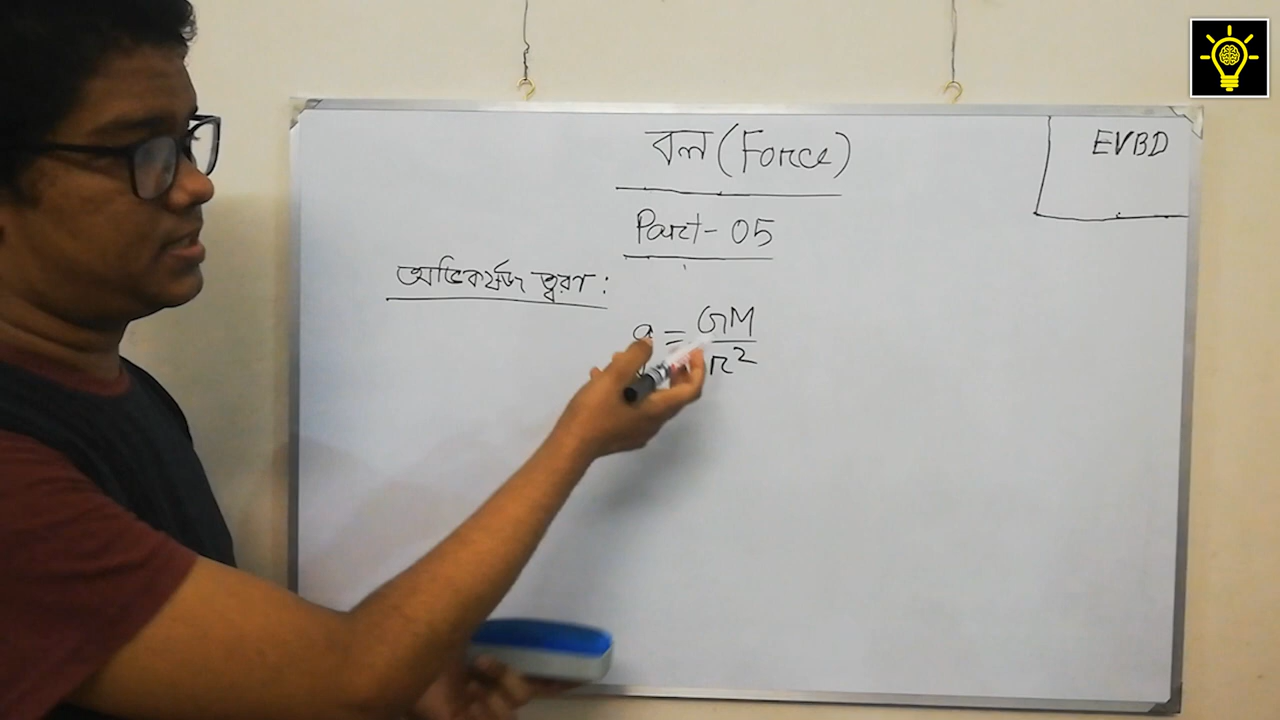 বল (Force)
EVBD
Part- 05
অভিকর্ষজ ত্বরণ :
g = GM
r²